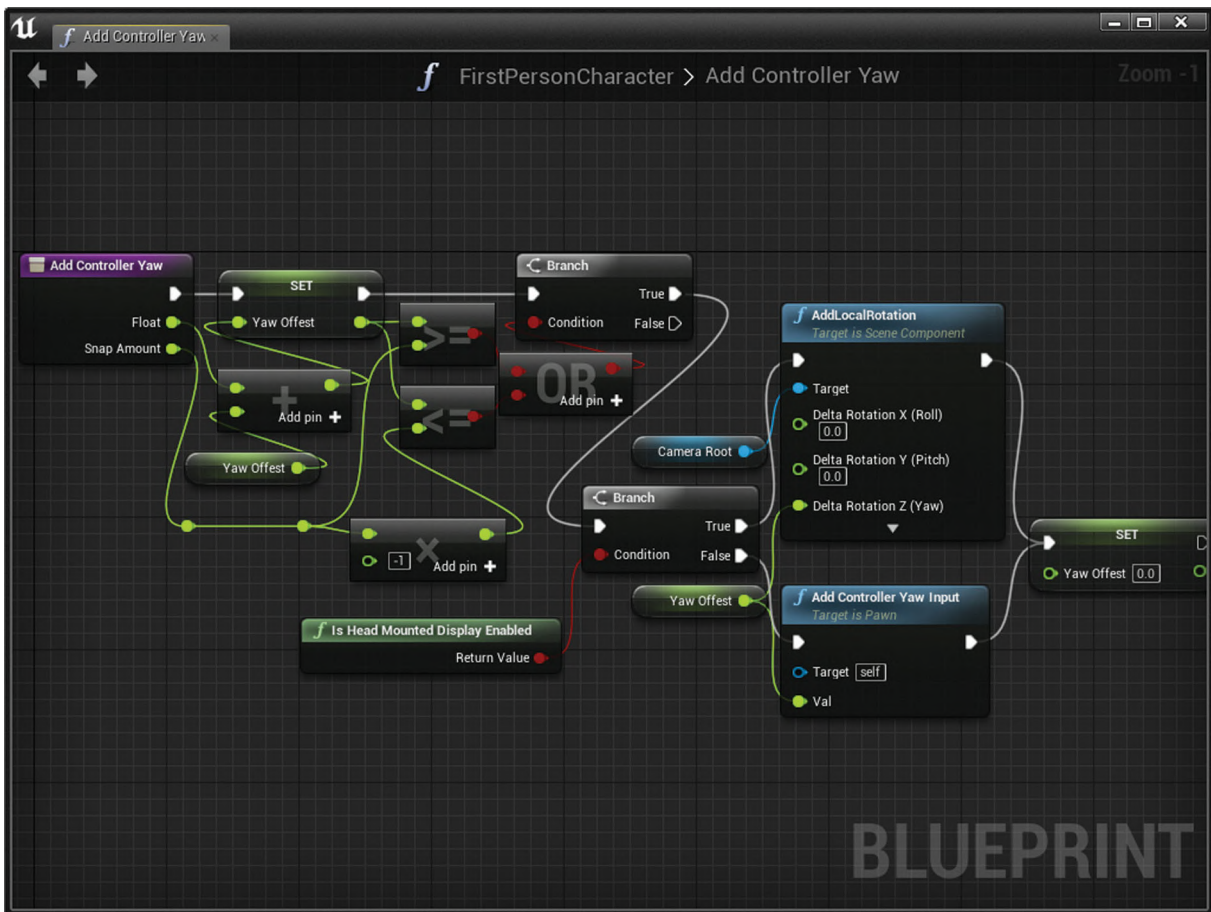 Add Controller Yaw
FirstPersonCharacter > Add Controller Yaw
Zoom -1
Add Controller Yaw
Float
Snap Amount
SET
Yaw Offest
+
Add pin +
Yaw Offest
>=
<=
Branch
True
Condition
False
OR
Add pin +
×
-1
Add pin +
Is Head Mounted Display Enabled
Return Value
Camera Root
Branch
True
Condition
False
Yaw Offest
AddLocalRotation
Target is Scene Component
Target
Delta Rotation X (Roll)
0.0
Delta Rotation Y (Pitch)
0.0
Delta Rotation Z (Yaw)
Add Controller Yaw Input
Target is Pawn
Target self
Val
SET
Yaw Offest 0.0
BLUEPRINT